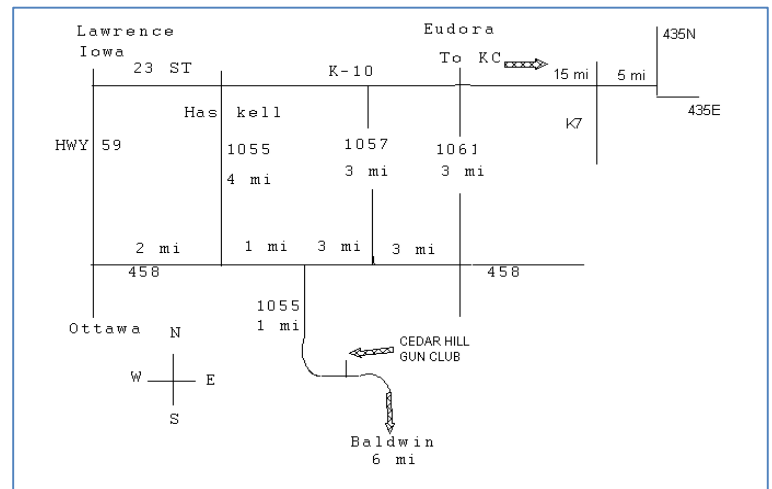 Lawrence
Iowa
Eudora
435N
23 ST
K-10
To KC
15 mi
5 mi
435E
Has kell
K7
HWY 59
1055
4 mi
1057
3 mi
1061
3 mi
2 mi
1 mi
3 mi
3 mi
458
458
1055
1 mi
Ottawa
N
W
E
S
CEDAR HILL
GUN CLUB
Baldwin
6 mi